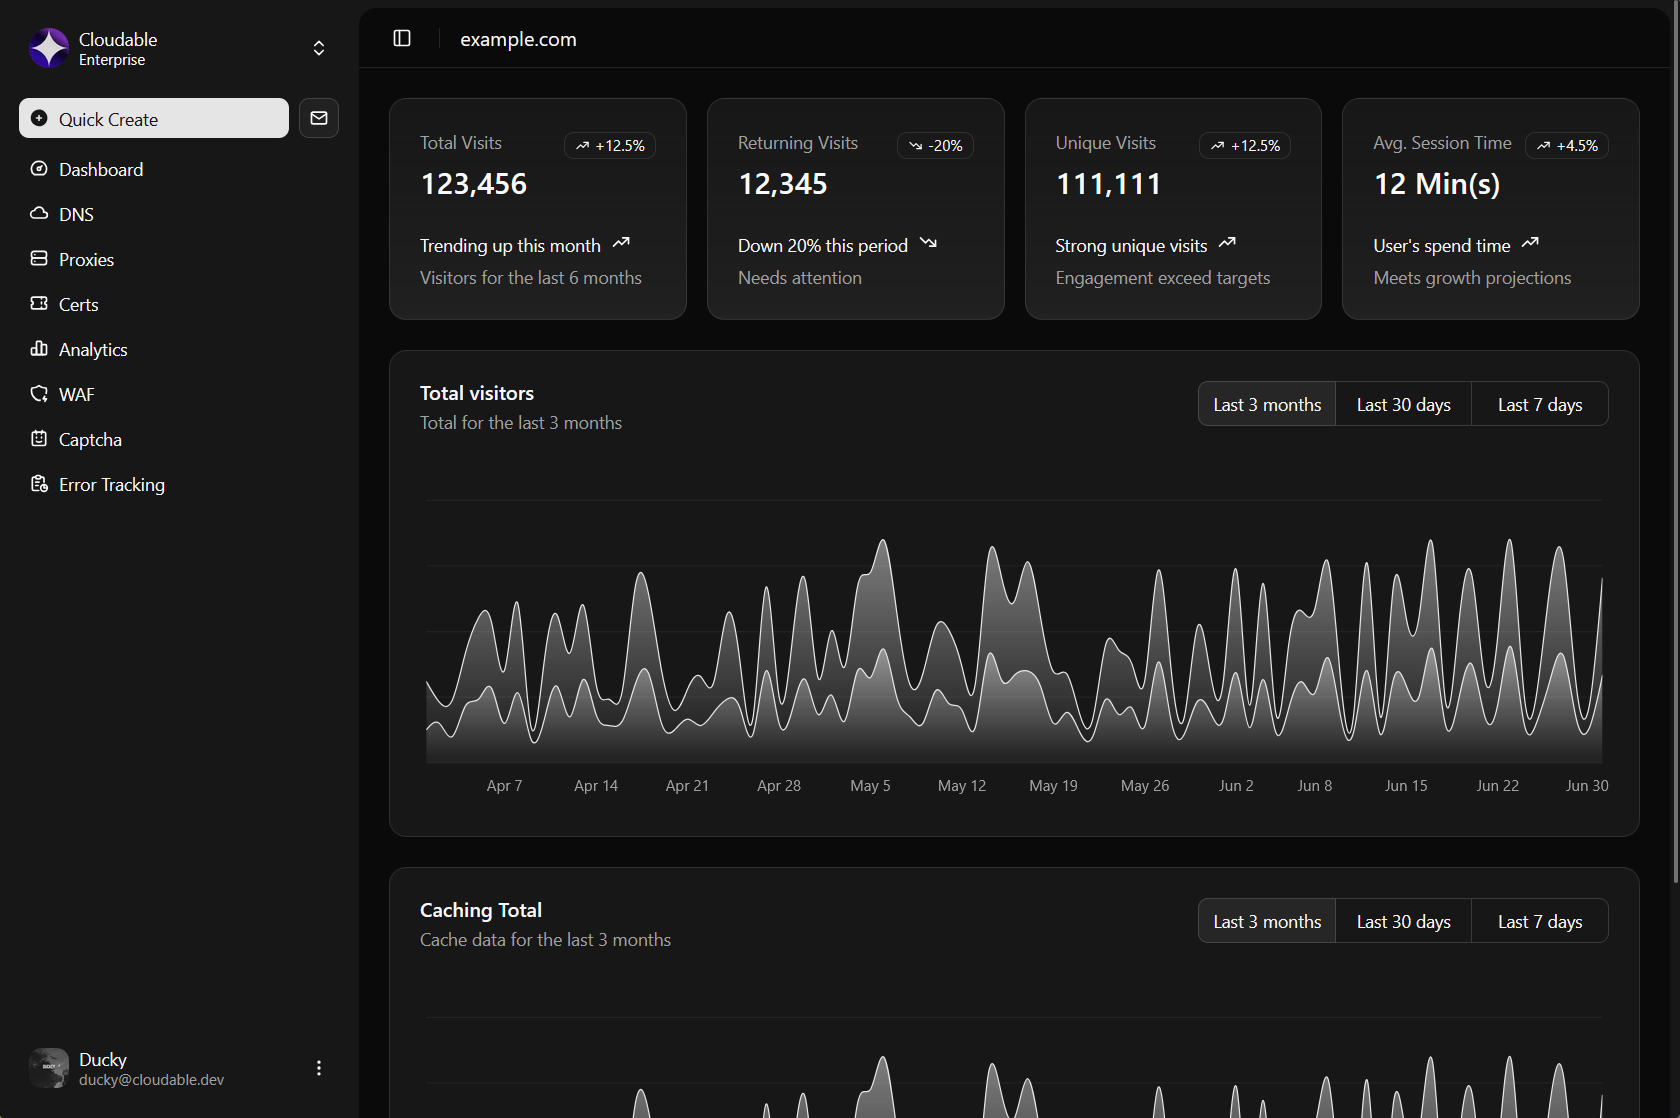 Cloudable
Enterprise
Quick Create
Dashboard
DNS
Proxies
Certs
Analytics
WAF
Captcha
Error Tracking
Ducky
ducky@cloudable.dev
example.com
Total Visits
+12.5%
123,456
Trending up this month
Visitors for the last 6 months
Returning Visits
-20%
12,345
Down 20% this period
Needs attention
Unique Visits
+12.5%
111,111
Strong unique visits
Engagement exceed targets
Avg. Session Time
+4.5%
12 Min(s)
User's spend time
Meets growth projections
Total visitors
Total for the last 3 months
Last 3 months
Last 30 days
Last 7 days
Apr 7
Apr 14
Apr 21
Apr 28
May 5
May 12
May 19
May 26
Jun 2
Jun 8
Jun 15
Jun 22
Jun 30
Caching Total
Cache data for the last 3 months
Last 3 months
Last 30 days
Last 7 days